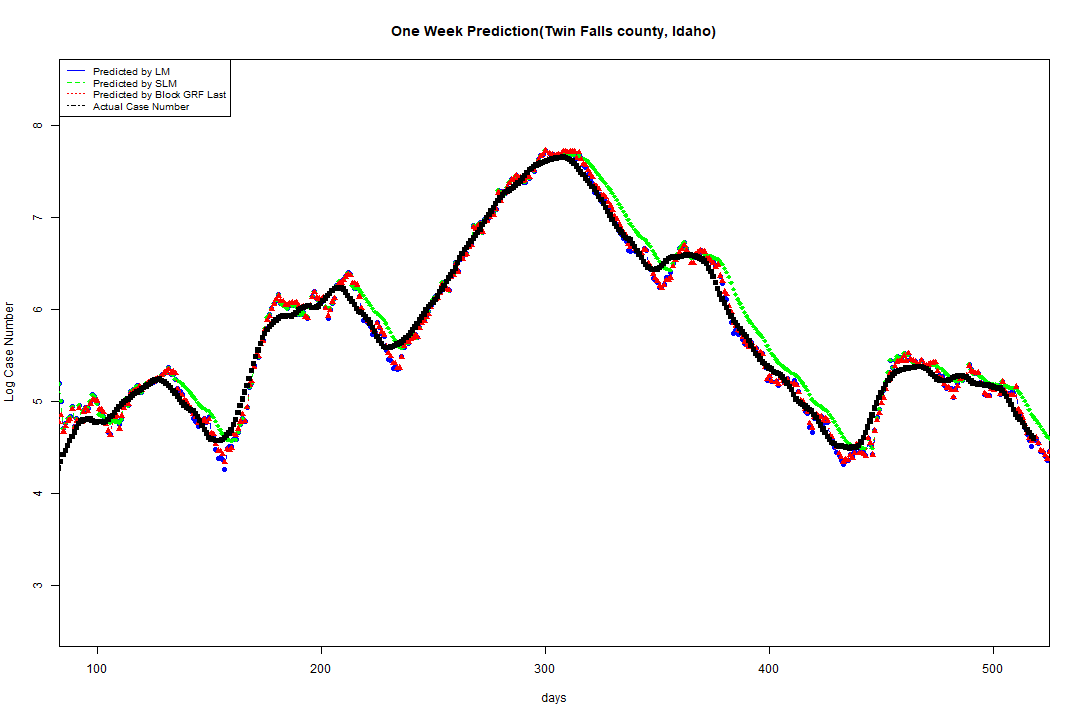 One Week Prediction(Twin Falls county, Idaho)
Predicted by LM
Predicted by SLM
Predicted by Block GRF Last
Actual Case Number
Log Case Number
8
7
6
5
4
3
100 200 300 400 500
days